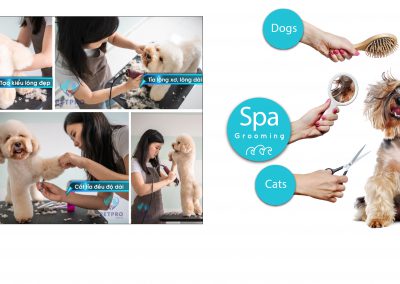 Tạo kiểu lông đẹp
Tỉa lông xơ, lông dài
PETPRO
Cắt tỉa đều độ dài
PETPRO
Dogs
Spa
Grooming
Cats